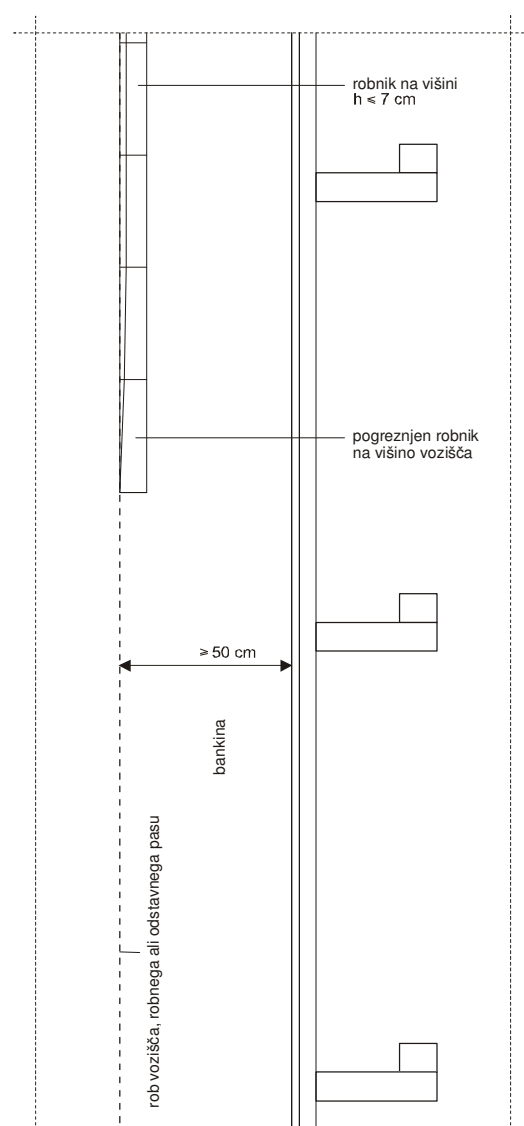 robnik na višini
h ⩽ 7 cm
pogreznjen robnik
na višino vozišča
⩾ 50 cm
bankina
rob vozišča, robnega ali odstavnega pasu